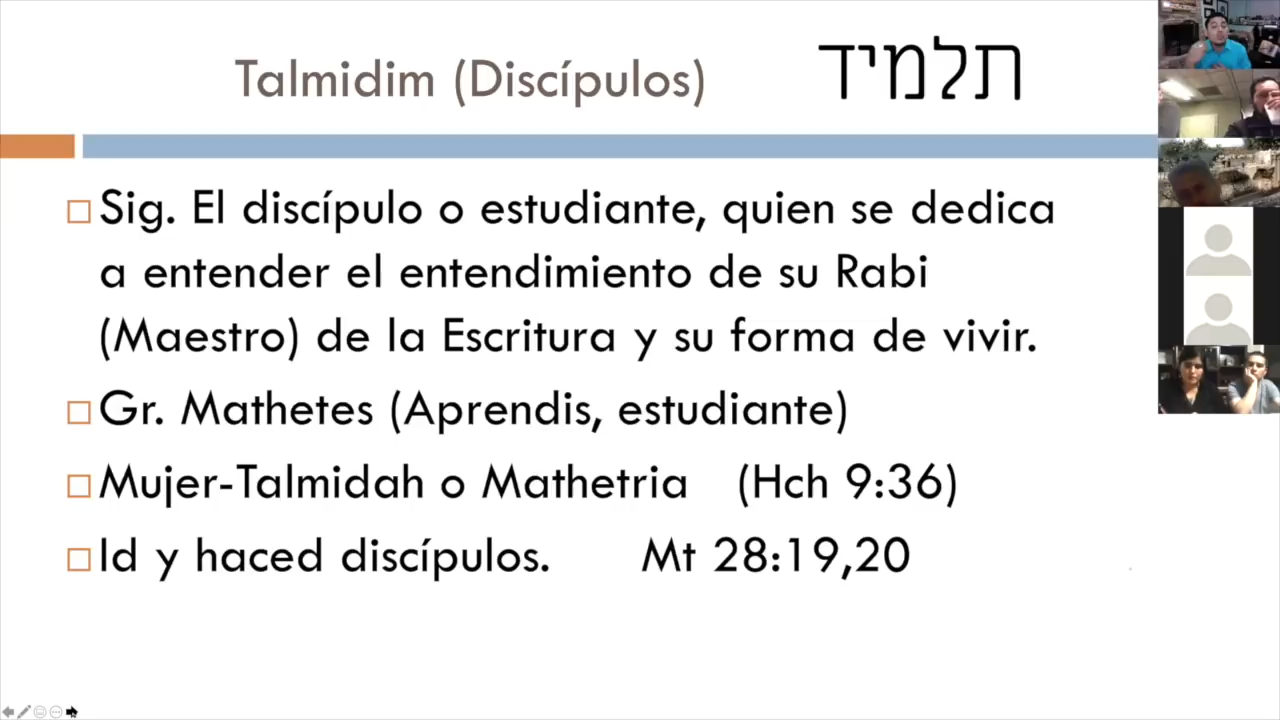 Talmidim (Discípulos) תלמיד
Sig. El discípulo o estudiante, quien se dedica
a entender el entendimiento de su Rabi
(Maestro) de la Escritura y su forma de vivir.
Gr. Mathetes (Aprendis, estudiante)
Mujer-Talmidah o Mathetria (Hch 9:36)
Id y haced discípulos. Mt 28:19,20